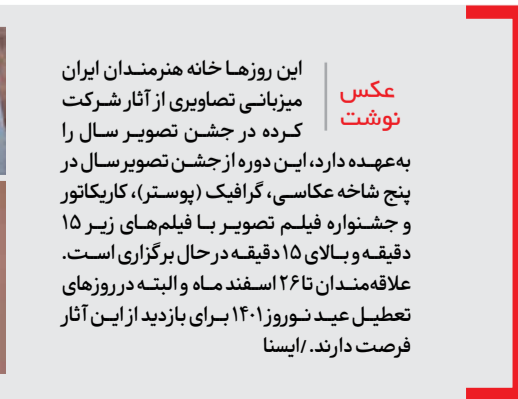 عکس
نوشت
این روزها خانه هنرمندان ایران
میزبانی تصاویری از آثار شرکت
کرده در جشن تصویر سال را
به‌عهده دارد، این دوره از جشن تصویر سال در
پنج شاخه عکاسی، گرافیک (پوستر)، کاریکاتور
و جشنواره فیلم تصویر با فیلم‌های زیر ۱۵
دقیقه و بالای ۱۵ دقیقه در حال برگزاری است.
علاقه‌مندان تا ۲۶ اسفند ماه و البته در روزهای
تعطیل عید نوروز ۱۴۰۱ برای بازدید از این آثار
فرصت دارند. /ایسنا